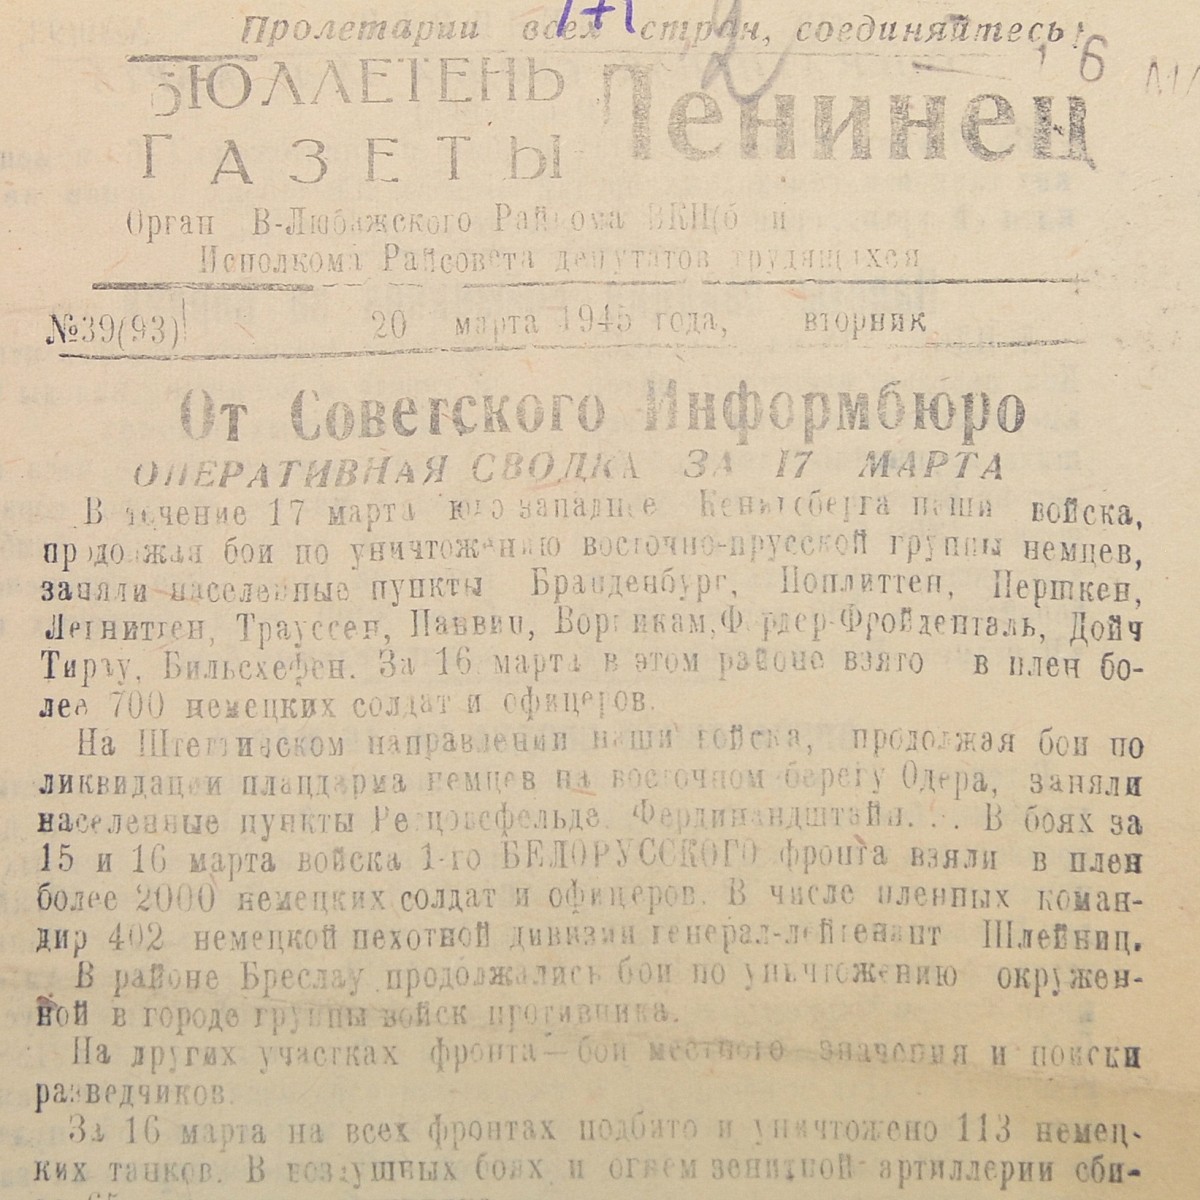 Пролетарии всех стран, соединяйтесь!
6
БЮЛЛЕТЕНЬ
ГАЗЕТЫ
Ленинец
Орган В-Любажского Райкома ВКП(б и
Исполкома Райсовета депутатов трудящихся
№39(93) 20 марта 1945 года, вторник
От Советского Информбюро
ОПЕРАТИВНАЯ СВОДКА ЗА 17 МАРТА
В течение 17 марта юго западнее Кенигсберга наши войска,
продолжая бои по уничтожению восточно-прусской группы немцев,
заняли населенные пункты Бранденбург, Поплиттен, Першкен,
Легниттен, Трауссен, Фердер-Фройденталь, Дойч
Тирау, Бильсхефен. За 16 марта в этом районе взято в плен бо-
лее 700 немецких солдат и офицеров.
На Штеттинском направлении наши войска, продолжая бои по
ликвидации плацдарма немцев на восточном берегу Одера, заняли
населенные пункты Фердинандштайн. . . В боях за
15 и 16 марта войска 1-го БЕЛОРУССКОГО фронта взяли в плен
более 2000 немецких солдат и офицеров. В числе пленных коман-
дир 402 немецкой пехотной дивизии генерал-лейтенант Шлейниц.
В районе Бреслау продолжались бои по уничтожению окружен-
ной в городе группы войск противника.
На других участках фронта—бои местного значения и поиски
разведчиков.
За 16 марта на всех фронтах подбито и уничтожено 113 немец-
ких танков. В воздушных боях и огнем зенитной артиллерии сби-